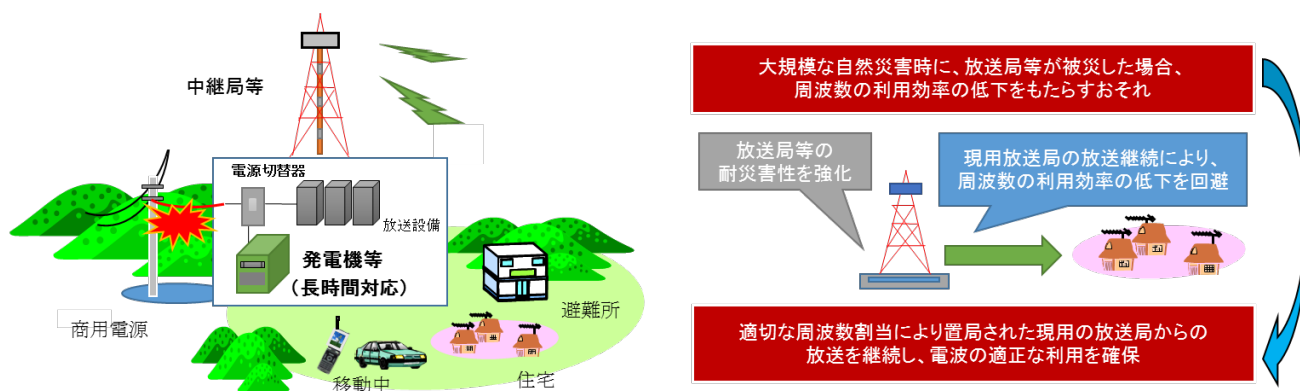 中継局等
電源切替器
放送設備
発電機等
（長時間対応）
商用電源
避難所
移動中
住宅
大規模な自然災害時に、放送局等が被災した場合、
周波数の利用効率の低下をもたらすおそれ
放送局等の
耐災害性を強化
現用放送局の放送継続により、
周波数の利用効率の低下を回避
適切な周波数割当により置局された現用の放送局からの
放送を継続し、電波の適正な利用を確保